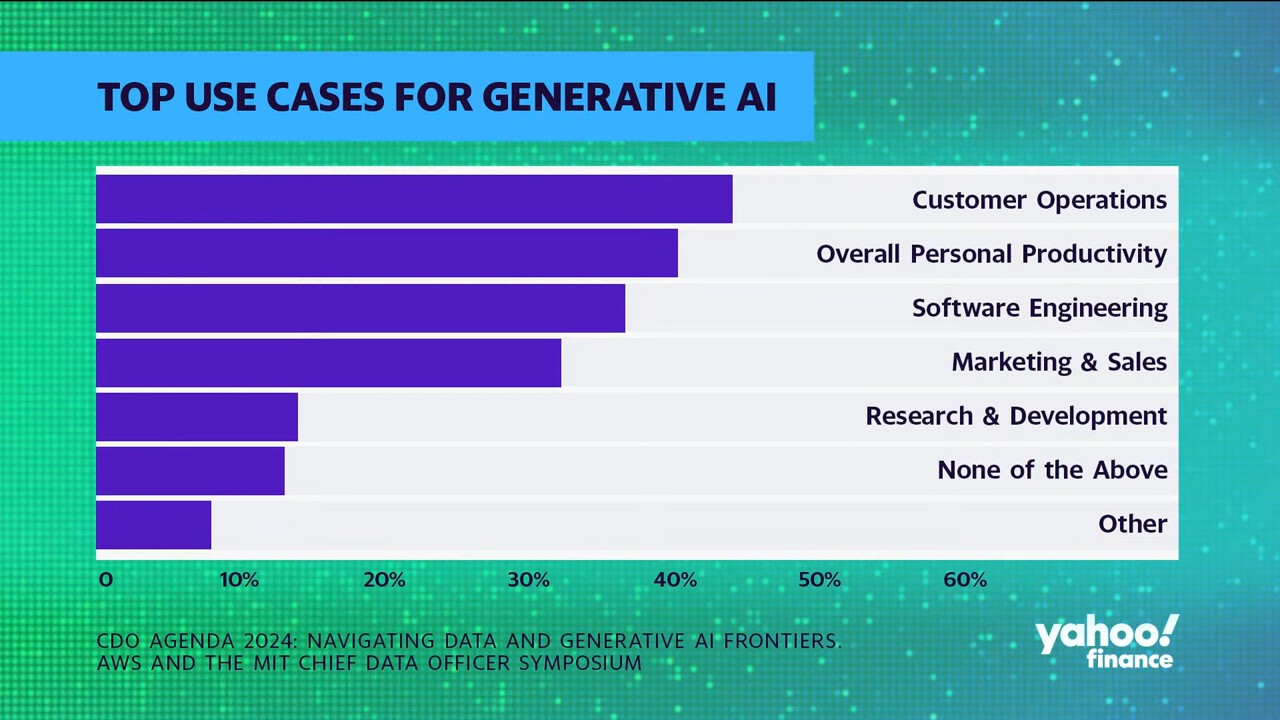 TOP USE CASES FOR GENERATIVE AI
Customer Operations
Overall Personal Productivity
Software Engineering
Marketing & Sales
Research & Development
None of the Above
Other
0 10% 20% 30% 40% 50% 60%
CDO AGENDA 2024: NAVIGATING DATA AND GENERATIVE AI FRONTIERS.
AWS AND THE MIT CHIEF DATA OFFICER SYMPOSIUM
yahoo!
finance